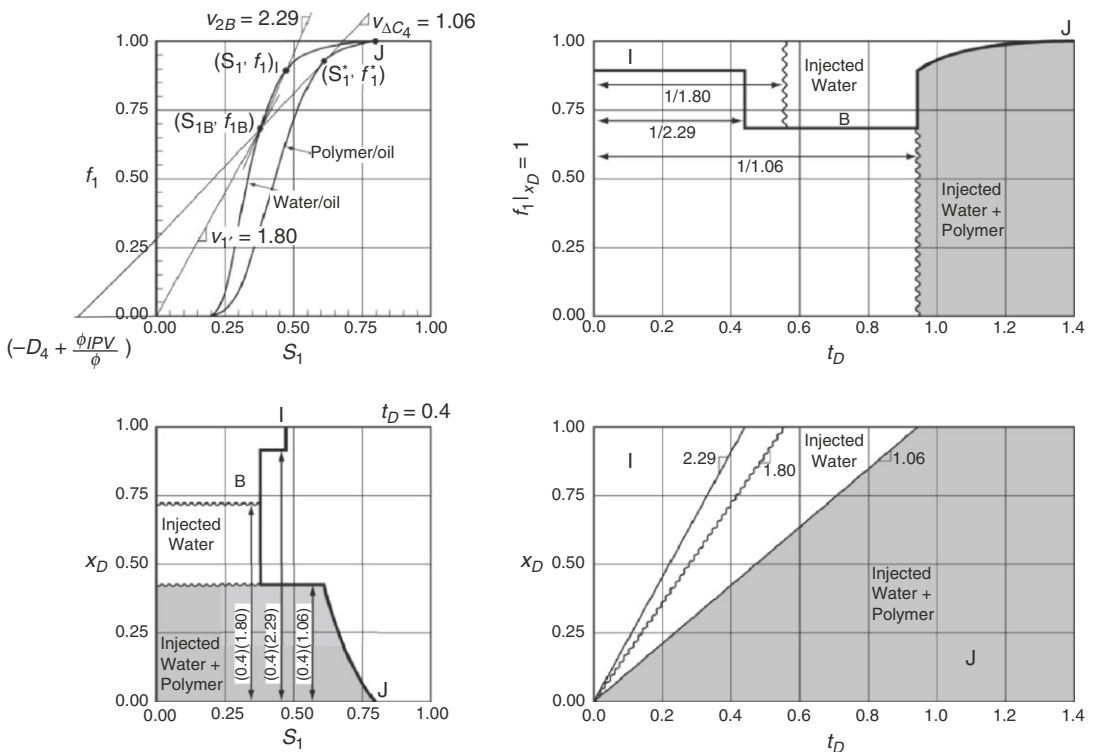 v2B = 2.29
vΔC4 = 1.06
1.00
0.75
0.50
0.25
0.00
f1
J
(S1, f1)I
(S1*, f1*)
(S1B, f1B)
Polymer/oil
Water/oil
v1' = 1.80
0.00 0.25 0.50 0.75 1.00
S1
(−D4 + ϕIPV/ϕ)
1.00
0.75
0.50
0.25
0.00
f1|xD = 1
I
J
Injected
Water
1/1.80
B
1/2.29
1/1.06
Injected
Water +
Polymer
0.0 0.2 0.4 0.6 0.8 1.0 1.2 1.4
tD
I
tD = 0.4
1.00
0.75
0.50
0.25
0.00
xD
B
Injected
Water
Injected
Water +
Polymer
(0.4)(1.80)
(0.4)(2.29)
(0.4)(1.06)
J
0.00 0.25 0.50 0.75 1.00
S1
1.00
0.75
0.50
0.25
0.00
xD
I
2.29
1.80
Injected
Water
1.06
Injected
Water +
Polymer
J
0.0 0.2 0.4 0.6 0.8 1.0 1.2 1.4
tD